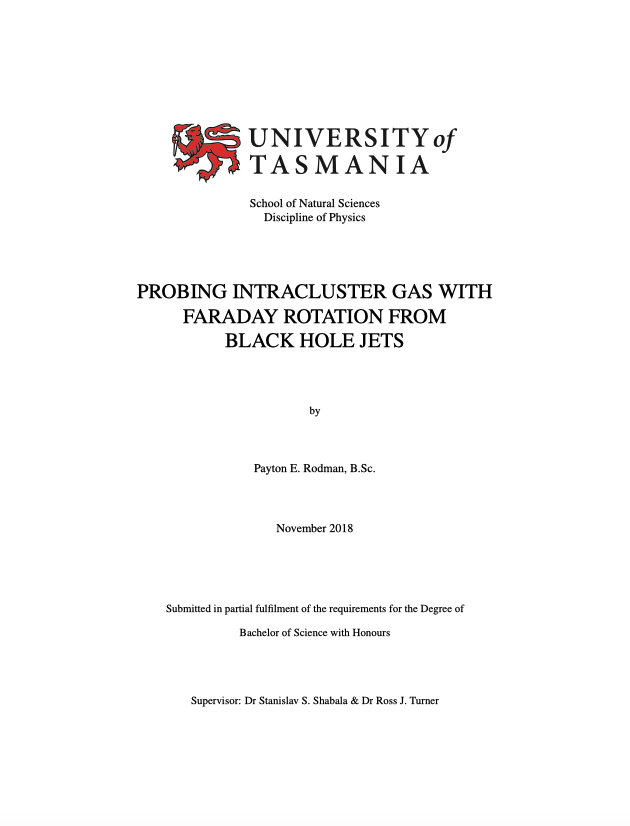 UNIVERSITY of
TASMANIA
School of Natural Sciences
Discipline of Physics
PROBING INTRACLUSTER GAS WITH
FARADAY ROTATION FROM
BLACK HOLE JETS
by
Payton E. Rodman, B.Sc.
November 2018
Submitted in partial fulfilment of the requirements for the Degree of
Bachelor of Science with Honours
Supervisor: Dr Stanislav S. Shabala & Dr Ross J. Turner